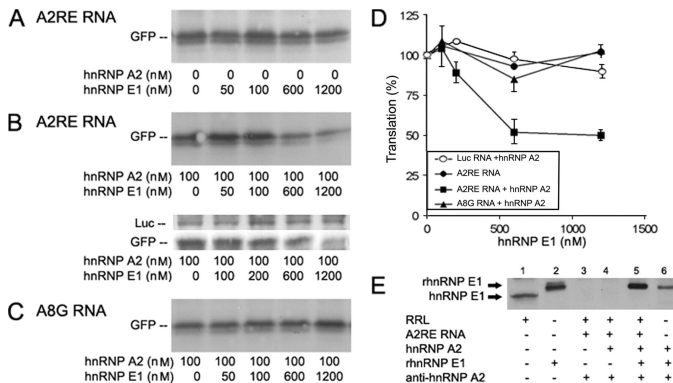 A A2RE RNA
GFP --
hnRNP A2 (nM) 0 0 0 0 0
hnRNP E1 (nM) 0 50 100 600 1200
B A2RE RNA
GFP --
hnRNP A2 (nM) 100 100 100 100 100
hnRNP E1 (nM) 0 50 100 600 1200
Luc --
GFP --
hnRNP A2 (nM) 100 100 100 100 100
hnRNP E1 (nM) 0 100 200 600 1200
C A8G RNA
GFP --
hnRNP A2 (nM) 100 100 100 100 100
hnRNP E1 (nM) 0 50 100 600 1200
D
Translation (%)
125
100
75
50
25
0
0 500 1000 1500
hnRNP E1 (nM)
Luc RNA +hnRNP A2
A2RE RNA
A2RE RNA + hnRNP A2
A8G RNA + hnRNP A2
E
1 2 3 4 5 6
rhnRNP E1
hnRNP E1
RRL + - + + + -
A2RE RNA - - + + + -
hnRNP A2 - - - + + +
rhnRNP E1 - + - - + +
anti-hnRNP A2 - - + + + +